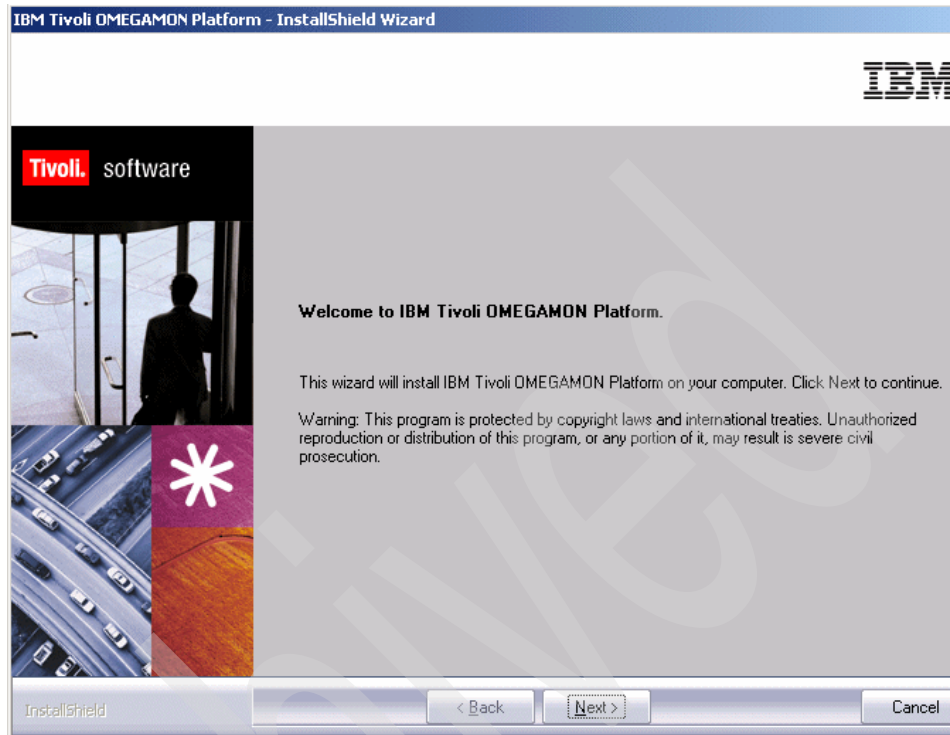 IBM Tivoli OMEGAMON Platform - InstallShield Wizard
IBM
Tivoli. software
Welcome to IBM Tivoli OMEGAMON Platform.
This wizard will install IBM Tivoli OMEGAMON Platform on your computer. Click Next to continue.
Warning: This program is protected by copyright laws and international treaties. Unauthorized
reproduction or distribution of this program, or any portion of it, may result is severe civil
prosecution.
InstallShield
< Back
Next >
Cancel